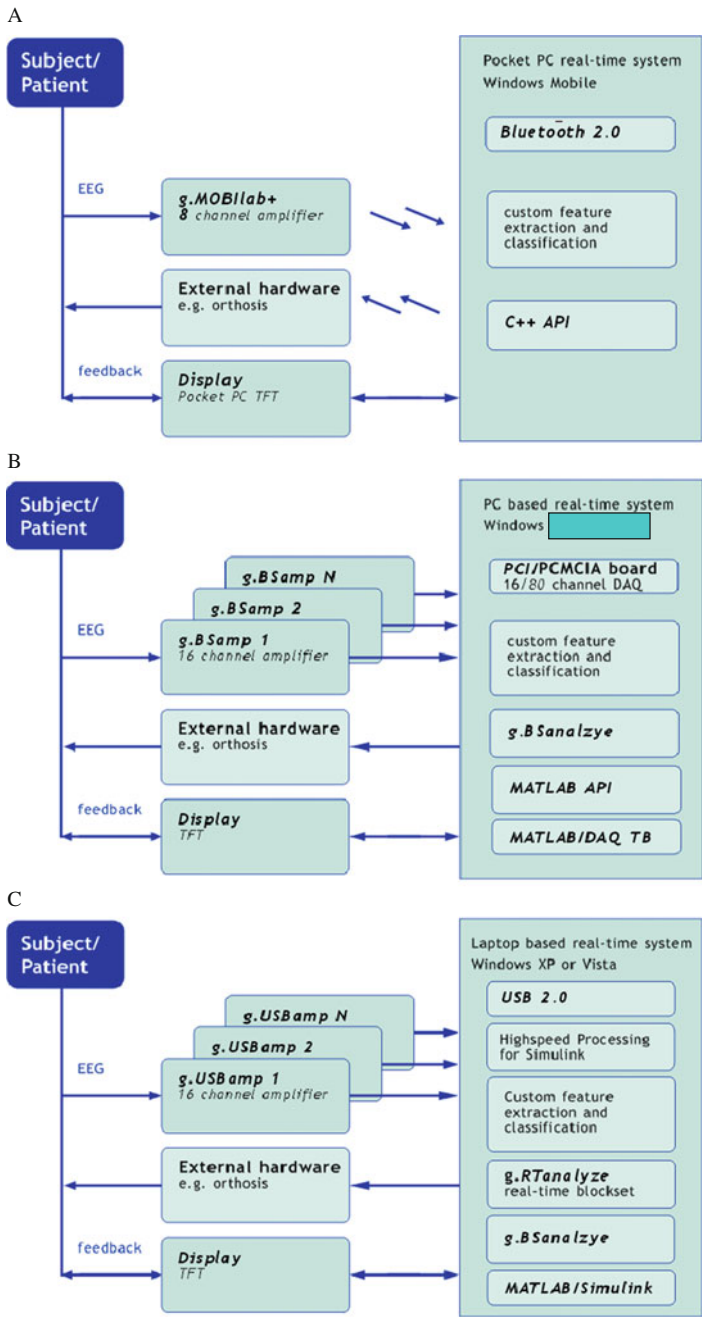 A
Subject/
Patient
EEG
feedback
g.MOBIlab+
8 channel amplifier
External hardware
e.g. orthosis
Display
Pocket PC TFT
Pocket PC real-time system
Windows Mobile
Bluetooth 2.0
custom feature
extraction and
classification
C++ API
B
Subject/
Patient
EEG
feedback
g.BSamp N
g.BSamp 2
g.BSamp 1
16 channel amplifier
External hardware
e.g. orthosis
Display
TFT
PC based real-time system
Windows
PCI/PCMCIA board
16/80 channel DAQ
custom feature
extraction and
classification
g.BSanalzye
MATLAB API
MATLAB/DAQ TB
C
Subject/
Patient
EEG
feedback
g.USBamp N
g.USBamp 2
g.USBamp 1
16 channel amplifier
External hardware
e.g. orthosis
Display
TFT
Laptop based real-time system
Windows XP or Vista
USB 2.0
Highspeed Processing
for Simulink
Custom feature
extraction and
classification
g.RTanalyze
real-time blockset
g.BSanalzye
MATLAB/Simulink